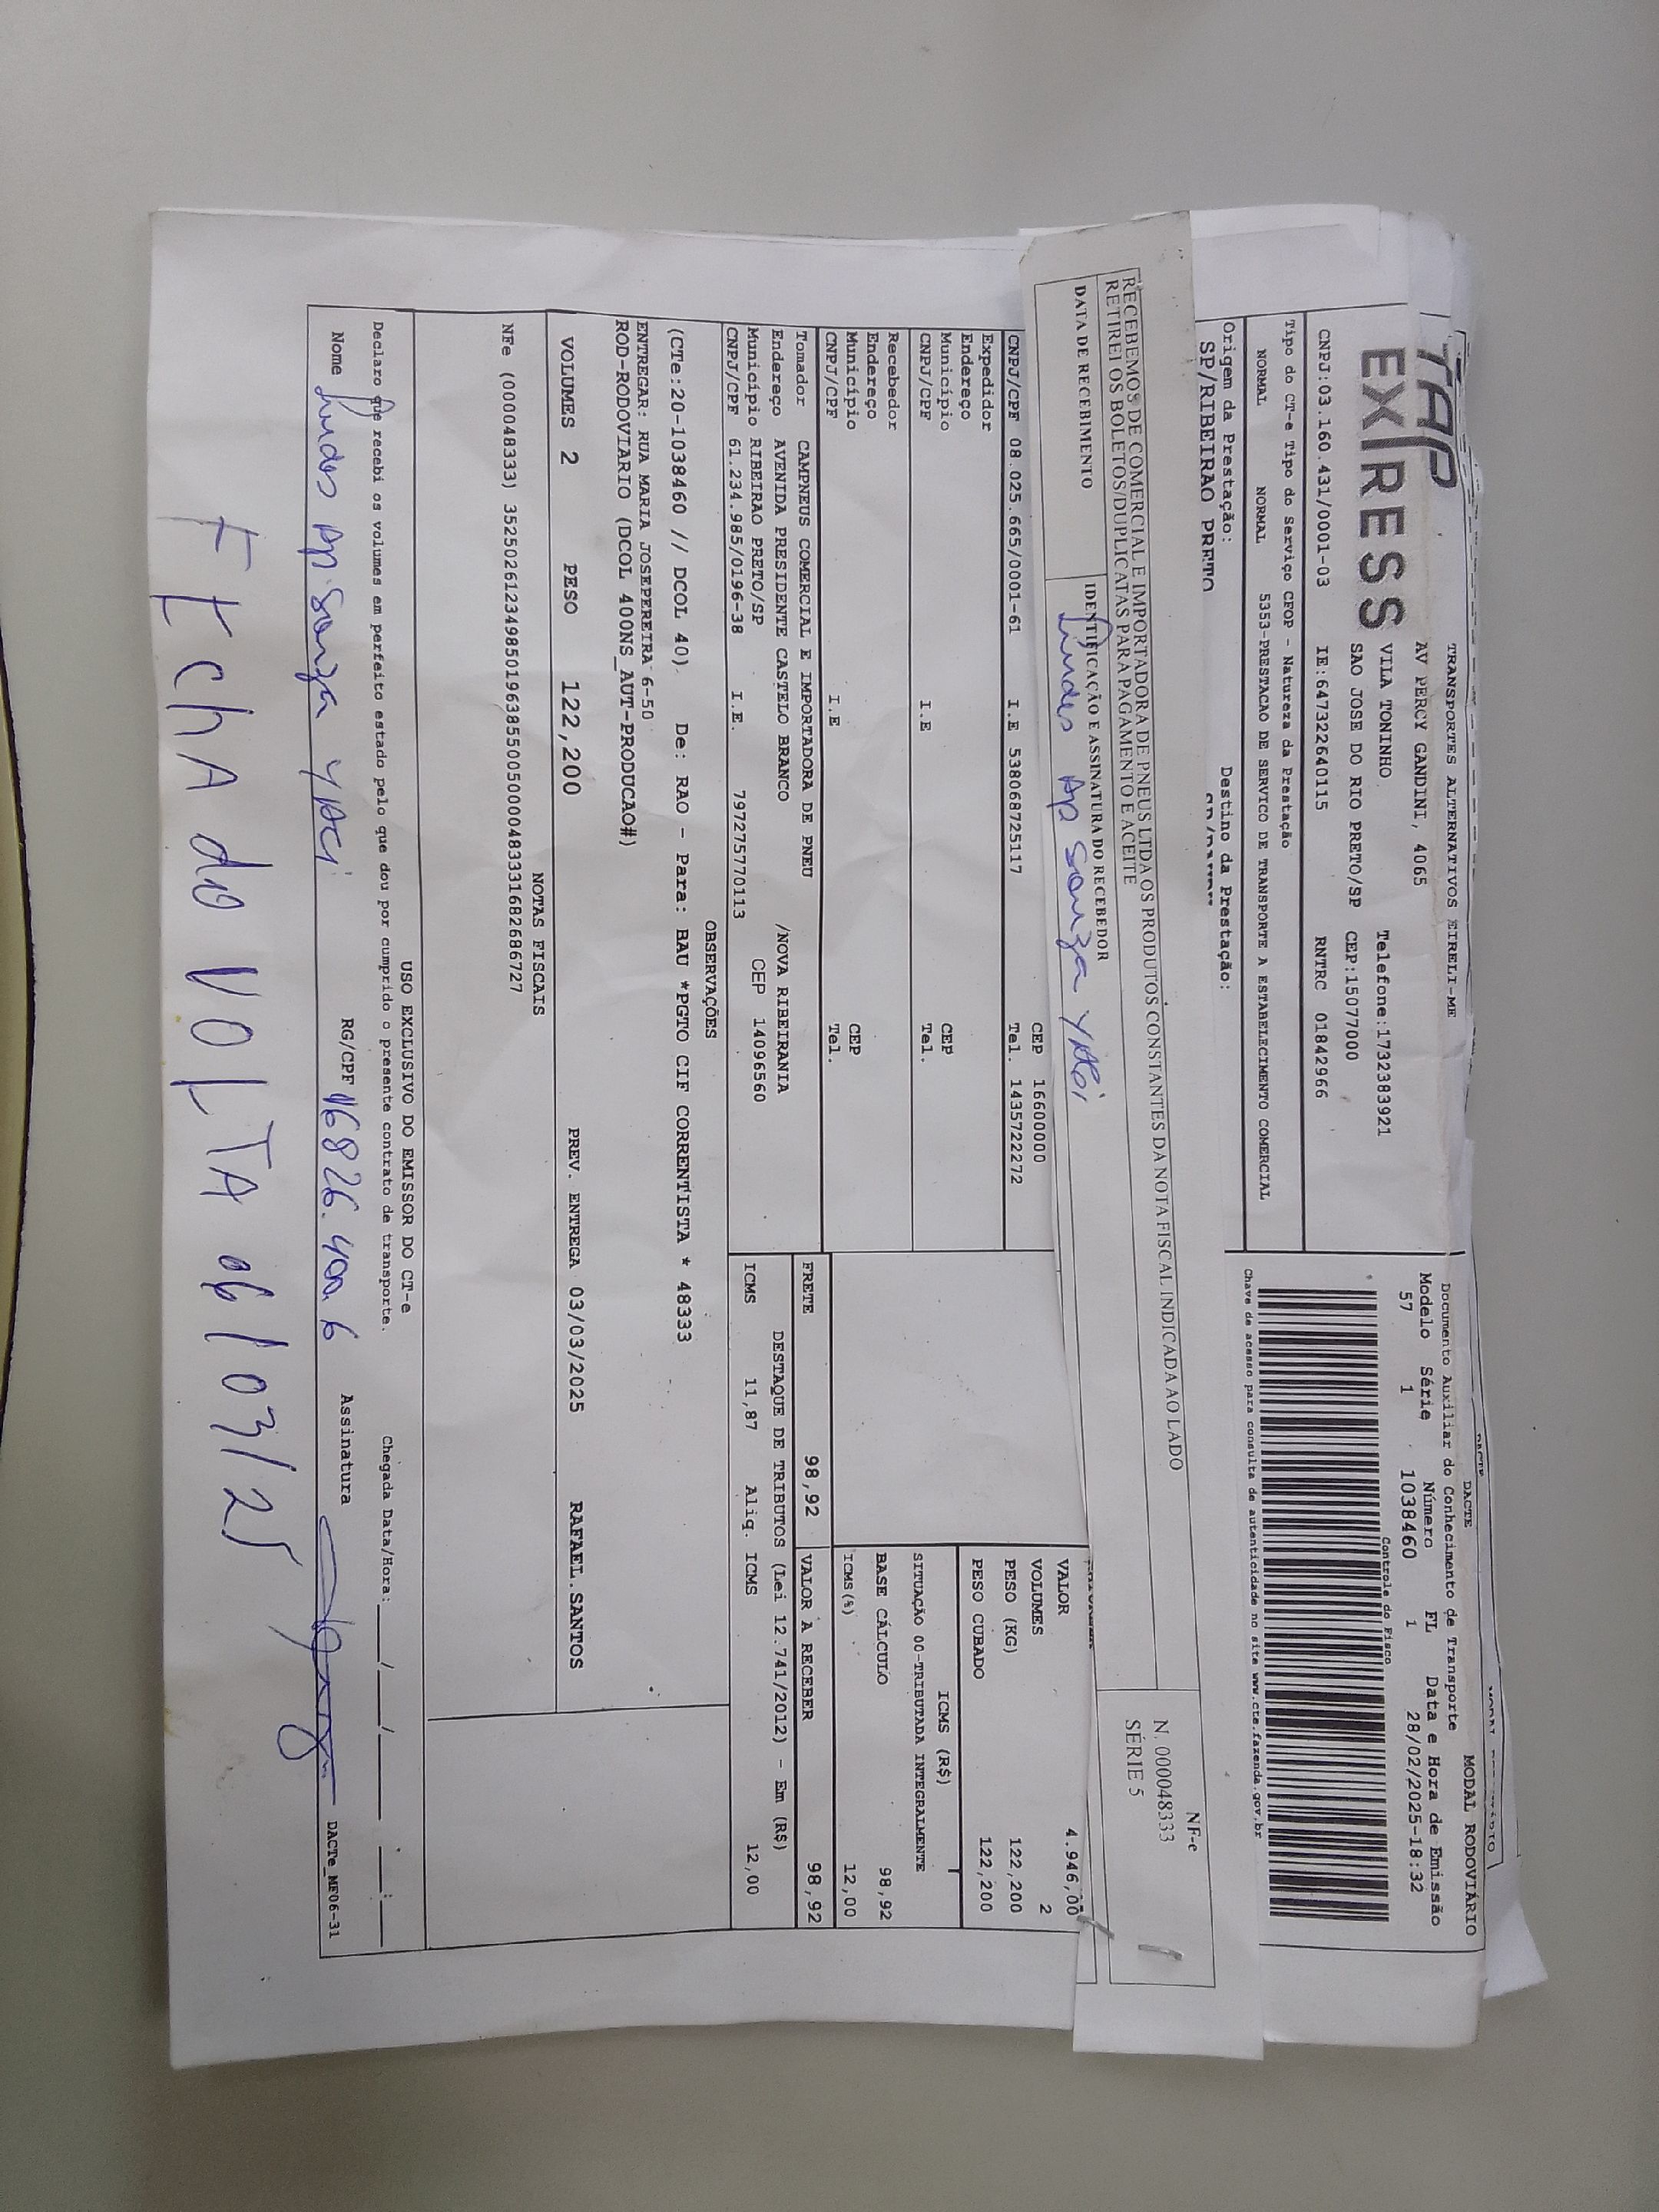 TAP
EXPRESS
TRANSPORTES ALTERNATIVOS EIRELI-ME
AV PERCY GANDINI, 4065
VILA TONINHO Telefone:1732383921
SAO JOSE DO RIO PRETO/SP CEP:15077000
CNPJ:03.160.431/0001-03 IE:647322640115 RNTRC 01842966
DACTE MODAL RODOVIÁRIO
Documento Auxiliar do Conhecimento de Transporte
Modelo Série Número FL Data e Hora de Emissão
57 1 1038460 1 28/02/2025-18:32
Controle do Fisco
Chave de acesso para consulta de autenticidade no site www.cte.fazenda.gov.br
Tipo do CT-e Tipo do Serviço CFOP - Natureza da Prestação
NORMAL NORMAL 5353-PRESTACAO DE SERVICO DE TRANSPORTE A ESTABELECIMENTO COMERCIAL
Origem da Prestação: Destino da Prestação:
SP/RIBEIRAO PRETO
RECEBEMOS DE COMERCIAL E IMPORTADORA DE PNEUS LTDA OS PRODUTOS CONSTANTES DA NOTA FISCAL INDICADA AO LADO
RETIREI OS BOLETOS/DUPLICATAS PARA PAGAMENTO E ACEITE
DATA DE RECEBIMENTO IDENTIFICAÇÃO E ASSINATURA DO RECEBEDOR
NF-e
N. 000048333
SÉRIE 5
CEP 16600000
CNPJ/CPF 08.025.665/0001-61 I.E 538068725117 Tel. 1435722272
Expedidor
Endereço
Município CEP
CNPJ/CPF I.E Tel.
Recebedor
Endereço
Município CEP
CNPJ/CPF I.E Tel.
VALOR 4.946,00
VOLUMES 2
PESO (KG) 122,200
PESO CUBADO 122,200
ICMS (R$)
SITUAÇÃO 00-TRIBUTADA INTEGRALMENTE
BASE CÁLCULO 98,92
ICMS(%) 12,00
Tomador CAMPNEUS COMERCIAL E IMPORTADORA DE PNEU
Endereço AVENIDA PRESIDENTE CASTELO BRANCO /NOVA RIBEIRANIA
Município RIBEIRAO PRETO/SP CEP 14096560
CNPJ/CPF 61.234.985/0196-38 I.E. 797275770113
FRETE 98,92 VALOR A RECEBER 98,92
DESTAQUE DE TRIBUTOS (Lei 12.741/2012) - Em (R$)
ICMS 11,87 Aliq. ICMS 12,00
OBSERVAÇÕES
(CTe:20-1038460 // DCOL 40). De: RAO - Para: BAU *PGTO CIF CORRENTISTA * 48333
ENTREGAR: RUA MARIA JOSEPEREIRA 6-50
ROD-RODOVIARIO (DCOL 400NS_AUT-PRODUCAO#)
VOLUMES 2 PESO 122,200 PREV. ENTREGA 03/03/2025 RAFAEL.SANTOS
NOTAS FISCAIS
NFe (000048333) 35250261234985019638550050000483331682686727
USO EXCLUSIVO DO EMISSOR DO CT-e
Declaro que recebi os volumes em perfeito estado pelo que dou por cumprido o presente contrato de transporte. Chegada Data/Hora: ___/___/_____ __:__
Nome RG/CPF Assinatura DACTe_MF06-31
FEchAdo VOLTA 06/03/25